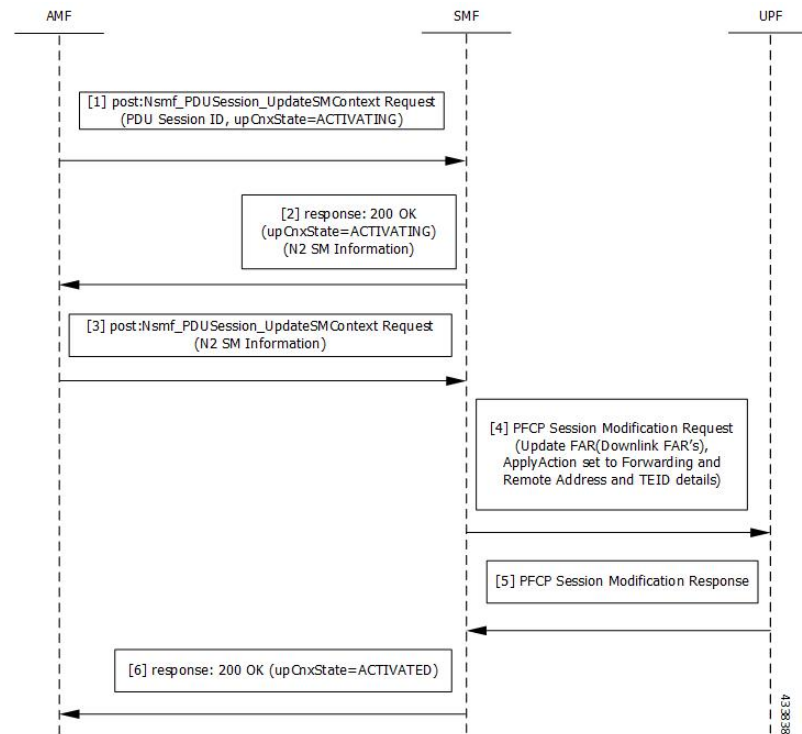 AMF
SMF
UPF
[1] post:Nsmf_PDUSession_UpdateSMContext Request
(PDU Session ID, upCnxState=ACTIVATING)
[2] response: 200 OK
(upCnxState=ACTIVATING)
(N2 SM Information)
[3] post:Nsmf_PDUSession_UpdateSMContext Request
(N2 SM Information)
[4] PFCP Session Modification Request
(Update FAR(Downlink FAR's),
ApplyAction set to Forwarding and
Remote Address and TEID details)
[5] PFCP Session Modification Response
[6] response: 200 OK (upCnxState=ACTIVATED)
433838